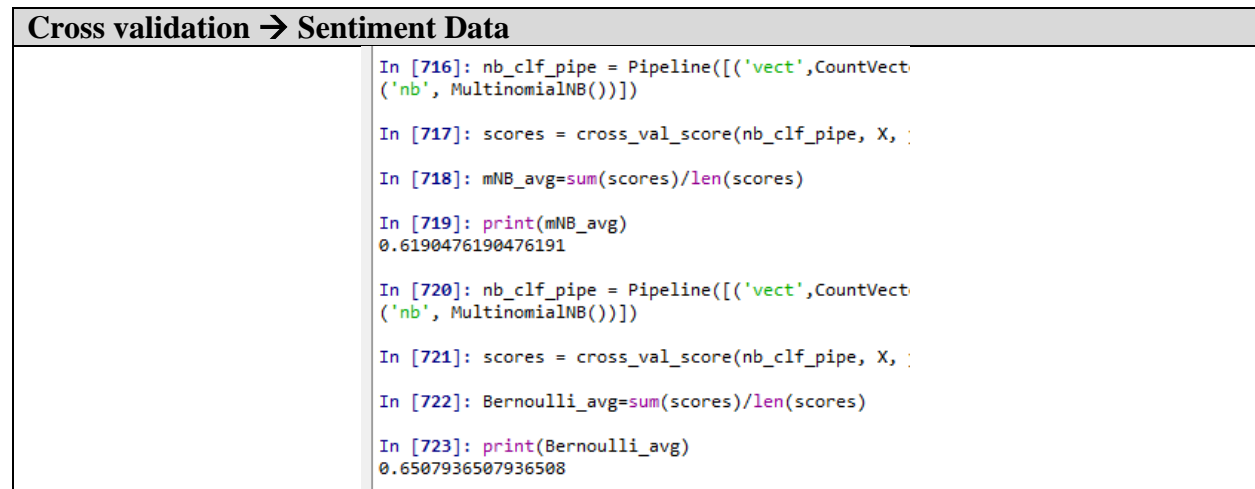 Cross validation → Sentiment Data
In [716]: nb_clf_pipe = Pipeline([('vect',CountVect
('nb', MultinomialNB())])
In [717]: scores = cross_val_score(nb_clf_pipe, X,
In [718]: mNB_avg=sum(scores)/len(scores)
In [719]: print(mNB_avg)
0.6190476190476191
In [720]: nb_clf_pipe = Pipeline([('vect',CountVect
('nb', MultinomialNB())])
In [721]: scores = cross_val_score(nb_clf_pipe, X,
In [722]: Bernoulli_avg=sum(scores)/len(scores)
In [723]: print(Bernoulli_avg)
0.6507936507936508